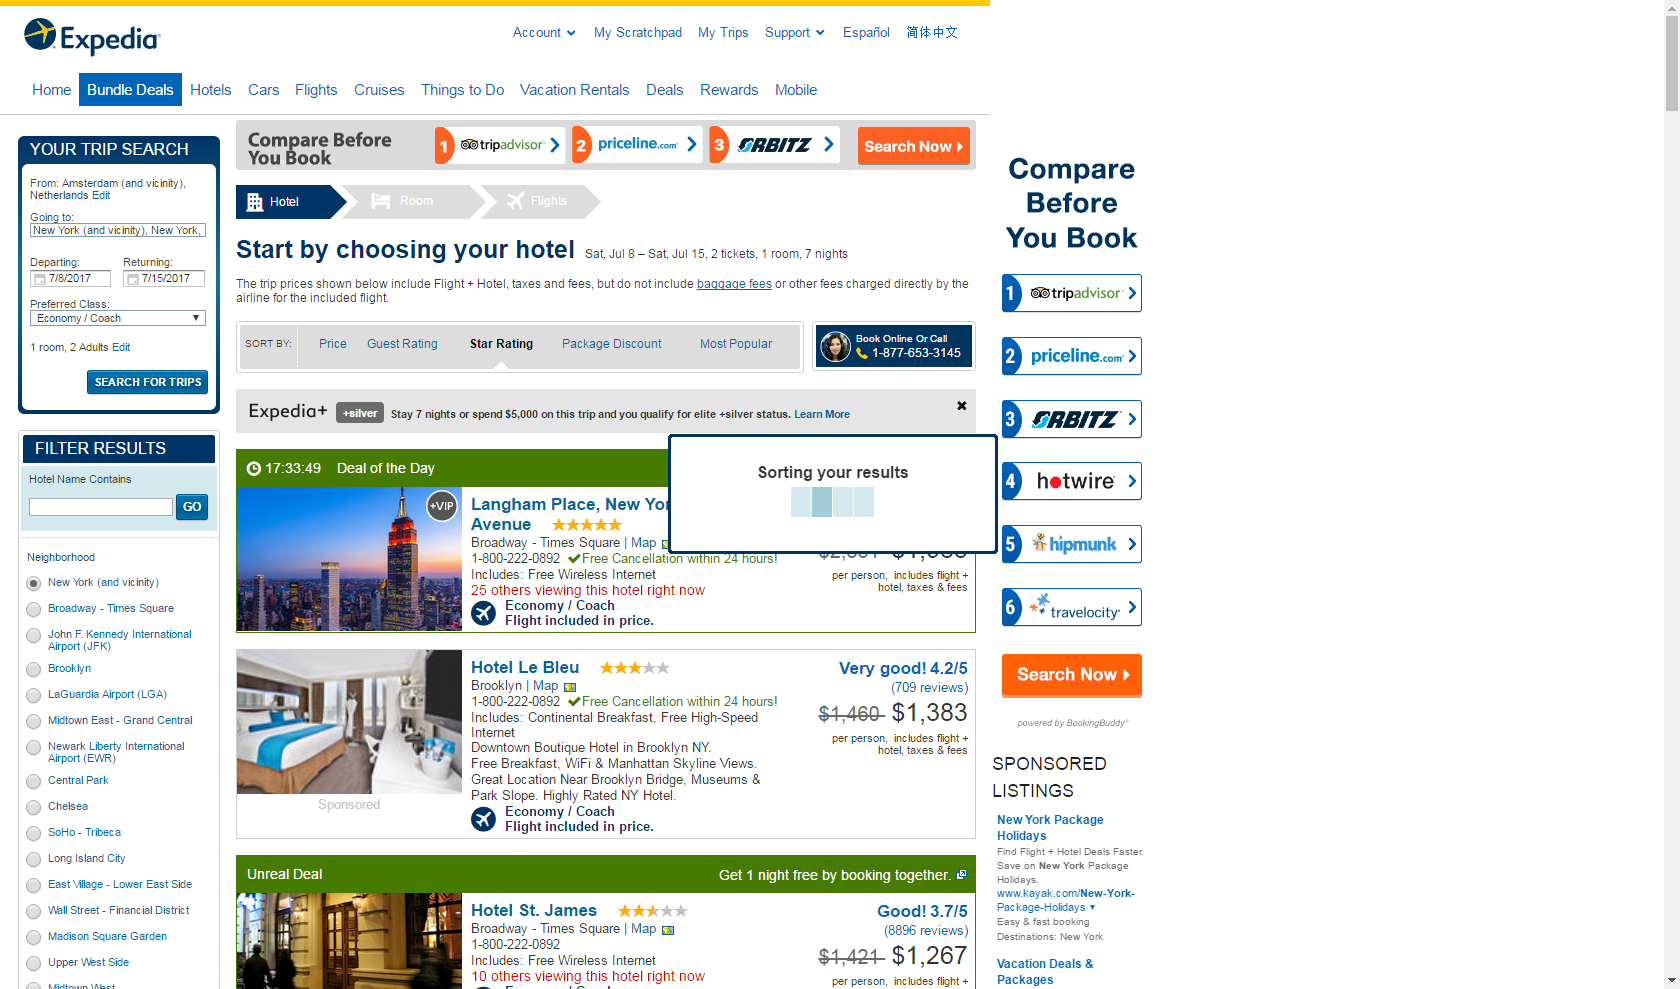 Expedia
Account
My Scratchpad
My Trips
Support
Español
简体中文
Home
Bundle Deals
Hotels
Cars
Flights
Cruises
Things to Do
Vacation Rentals
Deals
Rewards
Mobile
YOUR TRIP SEARCH
From: Amsterdam (and vicinity),
Netherlands Edit
Going to:
New York (and vicinity), New York,
Departing:
Returning:
7/8/2017
7/15/2017
Preferred Class:
Economy / Coach
1 room, 2 Adults Edit
SEARCH FOR TRIPS
FILTER RESULTS
Hotel Name Contains
GO
Neighborhood
New York (and vicinity)
Broadway - Times Square
John F. Kennedy International
Airport (JFK)
Brooklyn
LaGuardia Airport (LGA)
Midtown East - Grand Central
Newark Liberty International
Airport (EWR)
Central Park
Chelsea
SoHo - Tribeca
Long Island City
East Village - Lower East Side
Wall Street - Financial District
Madison Square Garden
Upper West Side
Midtown West
Compare Before
You Book
1 tripadvisor
2 priceline.com
3 ORBITZ
Search Now
Hotel
Room
Flights
Start by choosing your hotel
Sat, Jul 8 – Sat, Jul 15, 2 tickets, 1 room, 7 nights
The trip prices shown below include Flight + Hotel, taxes and fees, but do not include baggage fees or other fees charged directly by the
airline for the included flight.
SORT BY:
Price
Guest Rating
Star Rating
Package Discount
Most Popular
Book Online Or Call
1-877-653-3145
Expedia+
+silver
Stay 7 nights or spend $5,000 on this trip and you qualify for elite +silver status. Learn More
17:33:49
Deal of the Day
Sorting your results
+VIP
Langham Place, New
Avenue
Broadway - Times Square | Map
1-800-222-0892
Free Cancellation within 24 hours!
Includes: Free Wireless Internet
25 others viewing this hotel right now
Economy / Coach
Flight included in price.
per person, includes flight +
hotel, taxes & fees
Hotel Le Bleu
Brooklyn | Map
1-800-222-0892
Free Cancellation within 24 hours!
Includes: Continental Breakfast, Free High-Speed
Internet
Downtown Boutique Hotel in Brooklyn NY.
Free Breakfast, WiFi & Manhattan Skyline Views.
Great Location Near Brooklyn Bridge, Museums &
Park Slope. Highly Rated NY Hotel.
Economy / Coach
Flight included in price.
Sponsored
Very good! 4.2/5
(709 reviews)
$1,460 $1,383
per person, includes flight +
hotel, taxes & fees
Unreal Deal
Get 1 night free by booking together.
Hotel St. James
Broadway - Times Square | Map
1-800-222-0892
Includes: Free Wireless Internet
10 others viewing this hotel right now
Economy / Coach
Good! 3.7/5
(8896 reviews)
$1,421 $1,267
per person, includes flight +
Compare
Before
You Book
1 tripadvisor
2 priceline.com
3 ORBITZ
4 hotwire
5 hipmunk
6 travelocity
Search Now
powered by BookingBuddy
SPONSORED
LISTINGS
New York Package
Holidays
Find Flight + Hotel Deals Faster.
Save on New York Package
Holidays.
www.kayak.com/New-York-
Package-Holidays
Easy & fast booking
Destinations: New York
Vacation Deals &
Packages